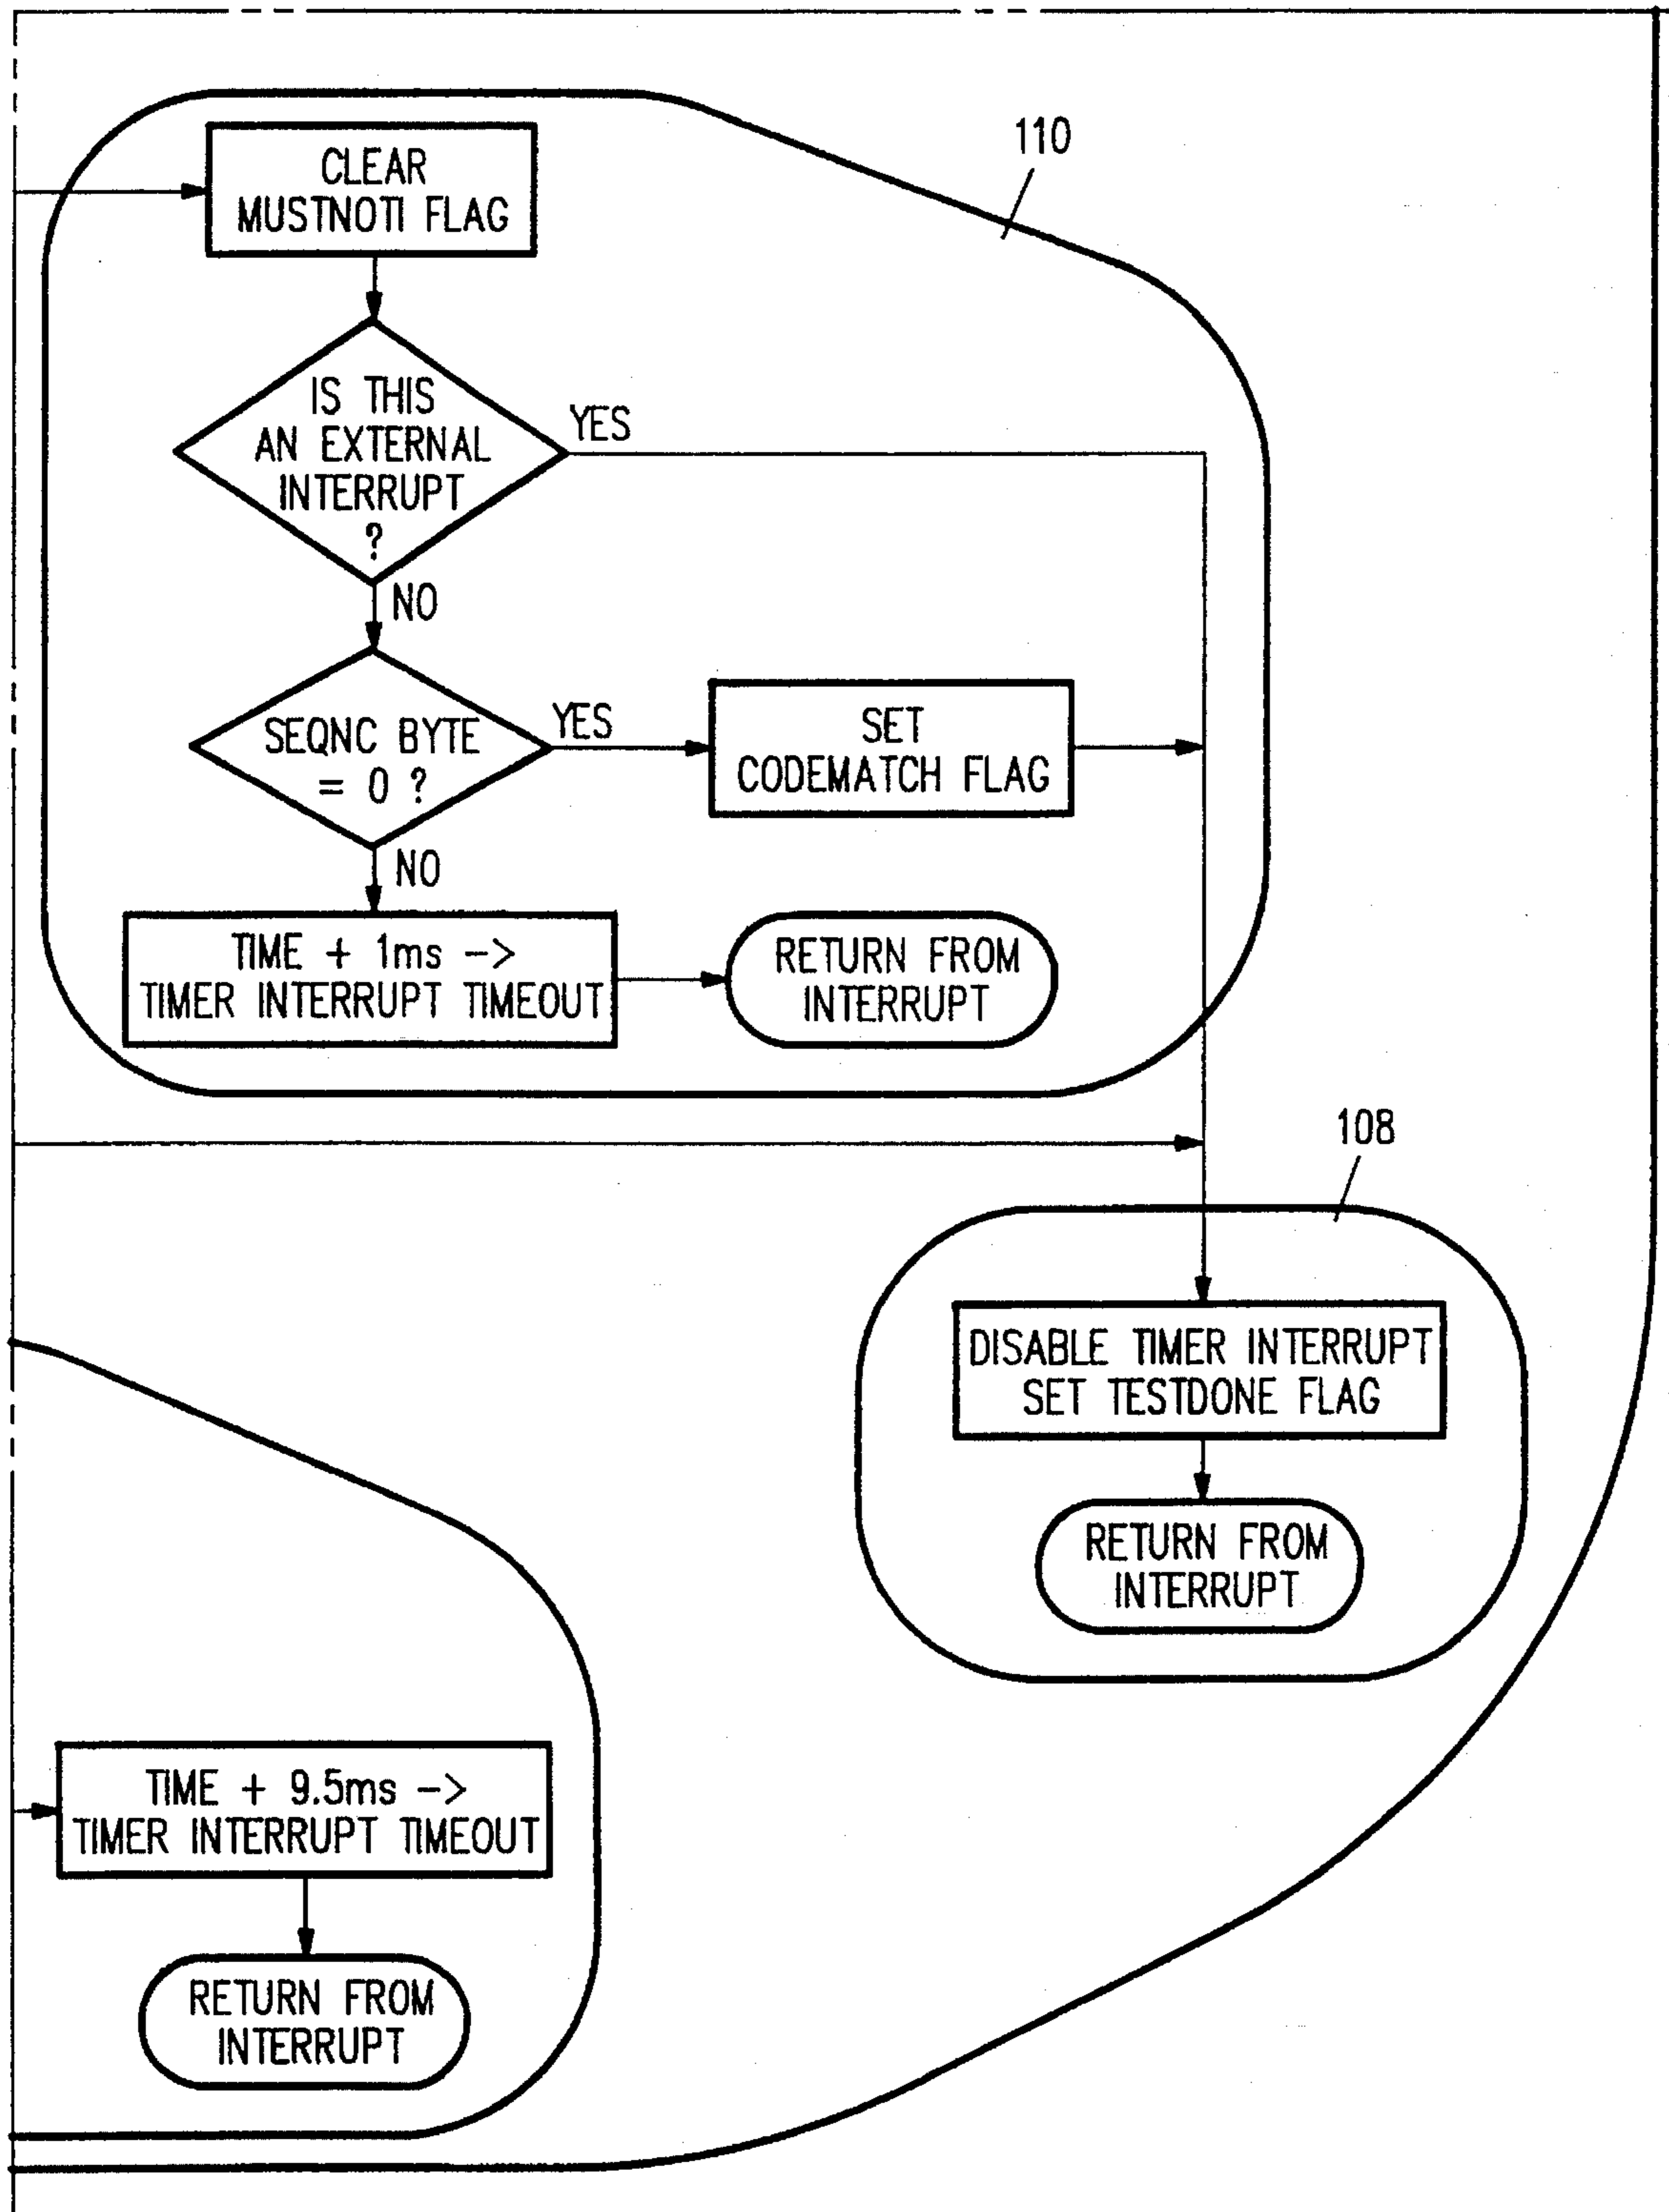 110
CLEAR
MUSTNOTI FLAG
IS THIS
AN EXTERNAL
INTERRUPT
?
YES
NO
SEQNC BYTE
= 0 ?
YES
SET
CODEMATCH FLAG
NO
TIME + 1ms ->
TIMER INTERRUPT TIMEOUT
RETURN FROM
INTERRUPT
108
DISABLE TIMER INTERRUPT
SET TESTDONE FLAG
RETURN FROM
INTERRUPT
TIME + 9.5ms ->
TIMER INTERRUPT TIMEOUT
RETURN FROM
INTERRUPT